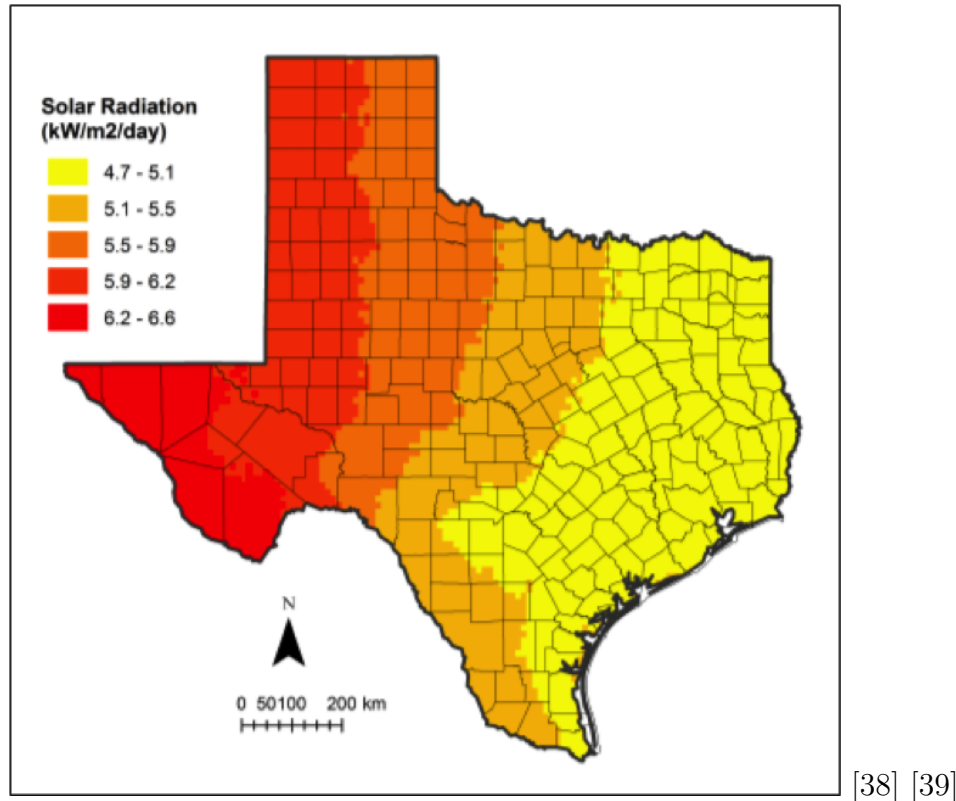 Solar Radiation
(kW/m2/day)
4.7 - 5.1
5.1 - 5.5
5.5 - 5.9
5.9 - 6.2
6.2 - 6.6
N
0 50100 200 km
[38] [39]